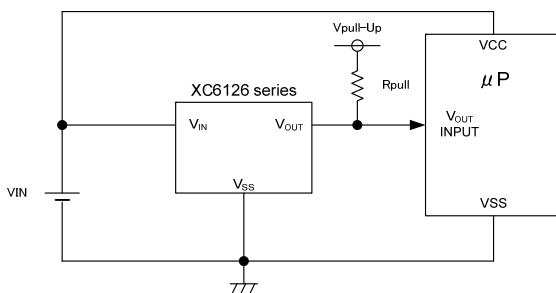 Vpull-Up
VCC
μP
Rpull
XC6126 series
VIN
VOUT
VOUT
INPUT
VSS
VIN
VSS